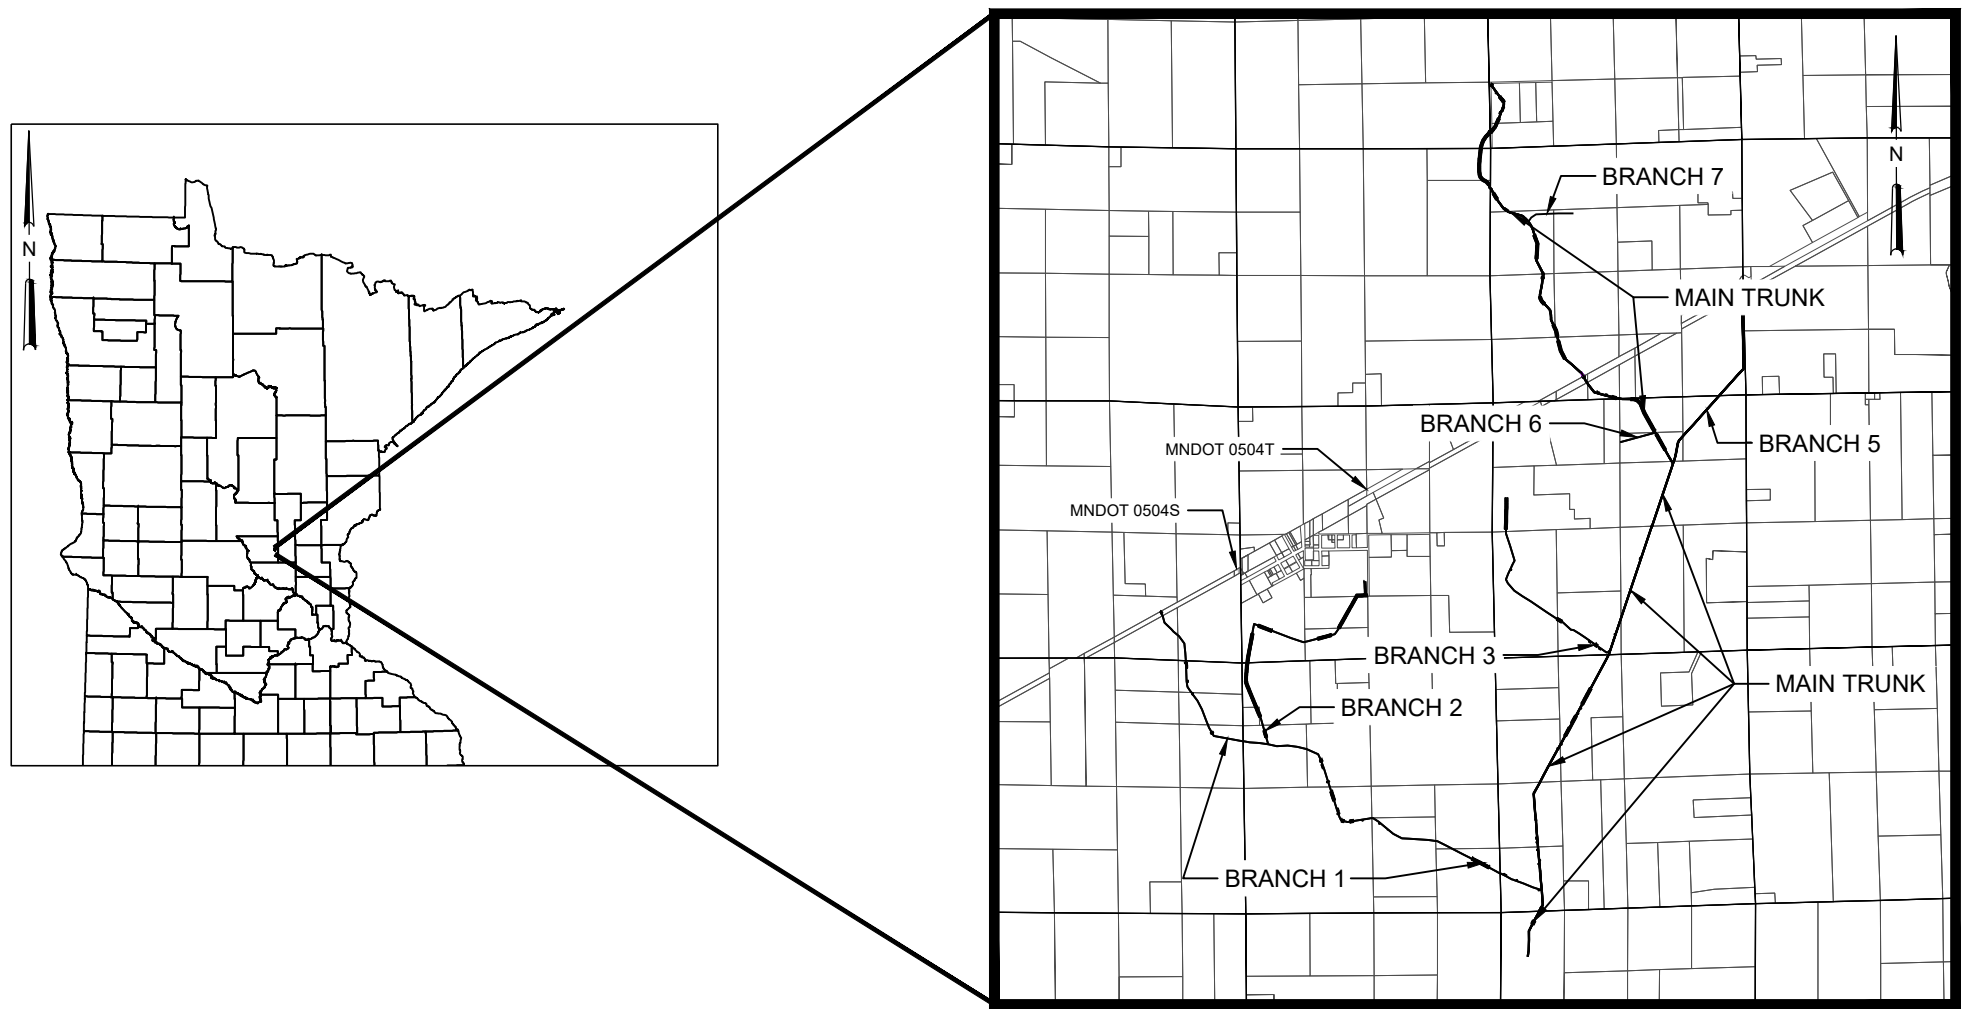 N
N
BRANCH 7
MAIN TRUNK
BRANCH 6
BRANCH 5
MNDOT 0504T
MNDOT 0504S
BRANCH 3
MAIN TRUNK
BRANCH 2
BRANCH 1